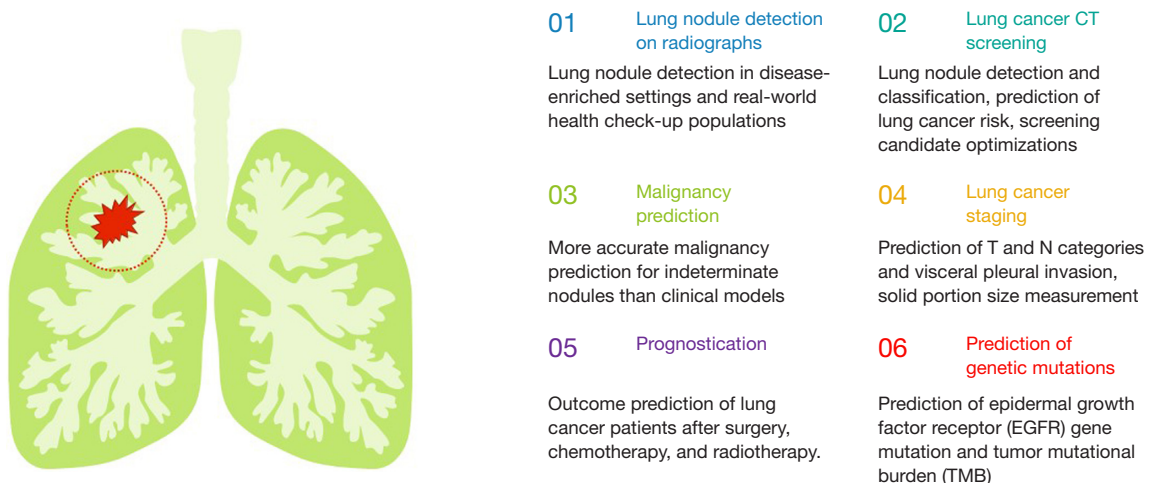 01 Lung nodule detection
on radiographs
Lung nodule detection in disease-
enriched settings and real-world
health check-up populations
02 Lung cancer CT
screening
Lung nodule detection and
classification, prediction of
lung cancer risk, screening
candidate optimizations
03 Malignancy
prediction
More accurate malignancy
prediction for indeterminate
nodules than clinical models
04 Lung cancer
staging
Prediction of T and N categories
and visceral pleural invasion,
solid portion size measurement
05 Prognostication
Outcome prediction of lung
cancer patients after surgery,
chemotherapy, and radiotherapy.
06 Prediction of
genetic mutations
Prediction of epidermal growth
factor receptor (EGFR) gene
mutation and tumor mutational
burden (TMB)